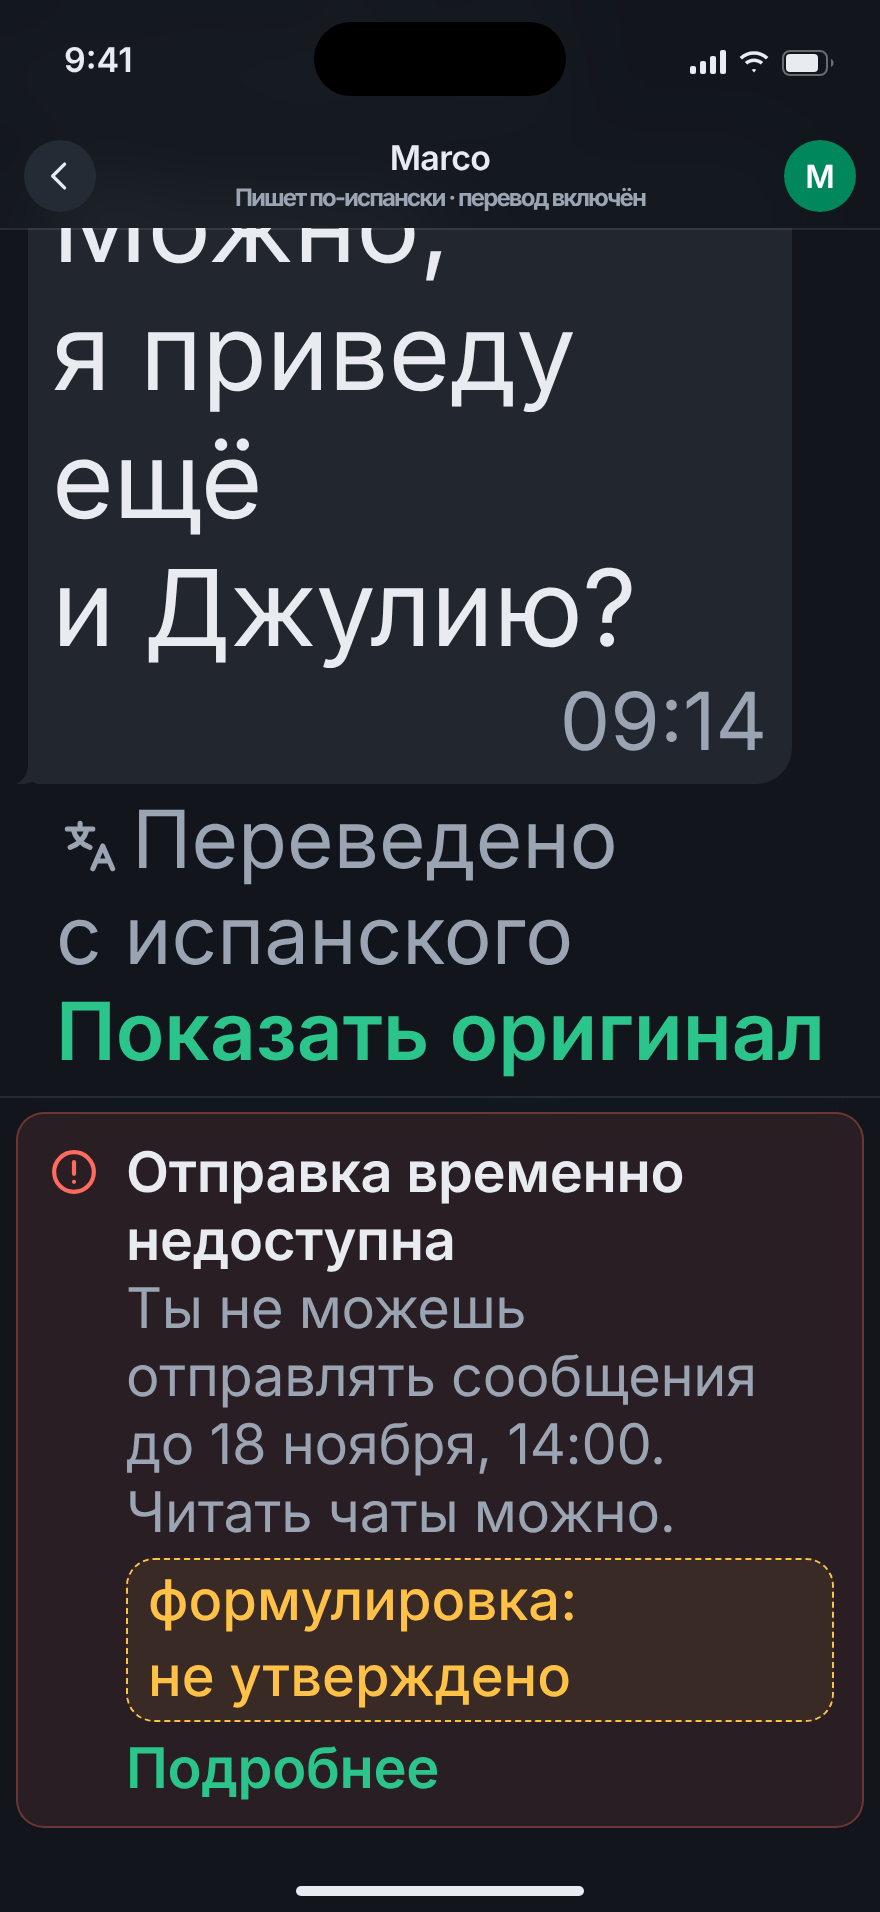 9:41
Marco
Пишет по-испански · перевод включён
M
Можно,
я приведу
ещё
и Джулию?
09:14
Переведено
с испанского
Показать оригинал
Отправка временно
недоступна
Ты не можешь
отправлять сообщения
до 18 ноября, 14:00.
Читать чаты можно.
формулировка:
не утверждено
Подробнее